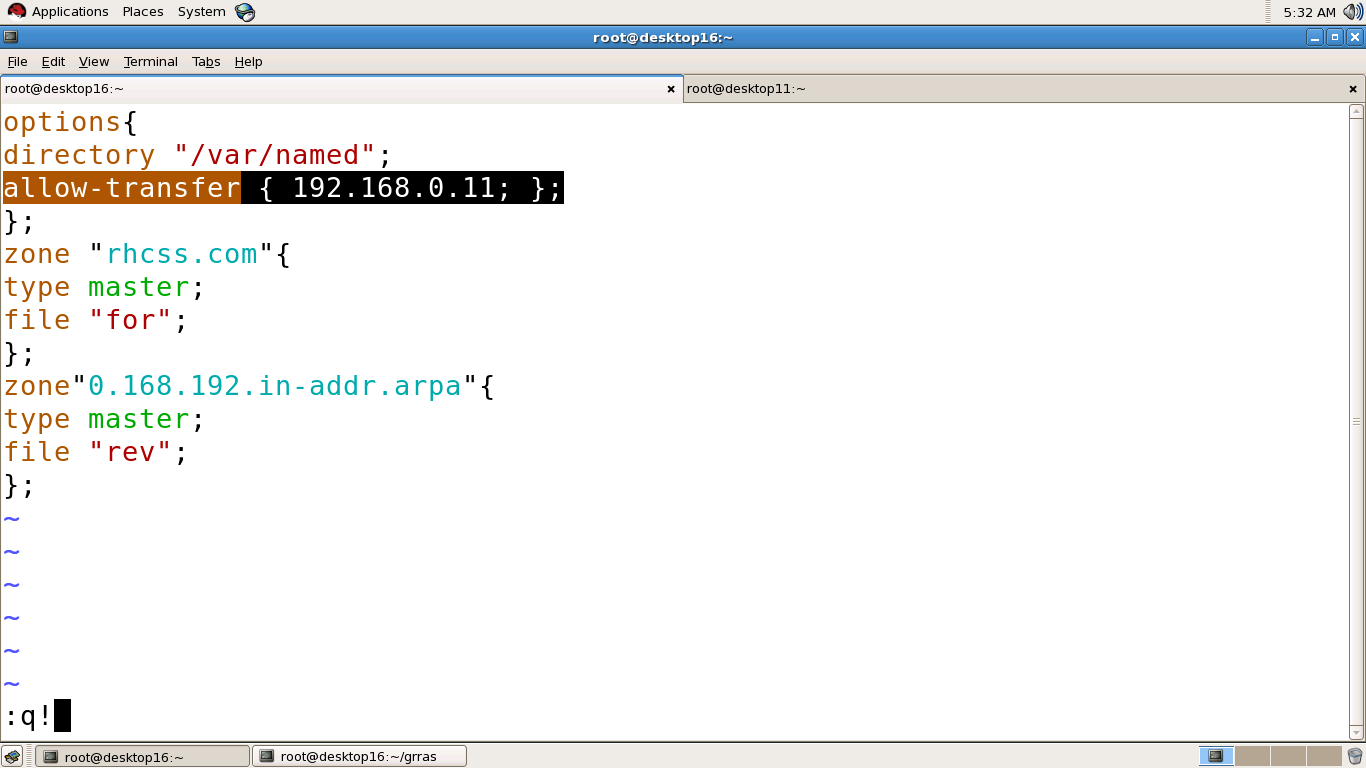 Applications Places System 5:32 AM
root@desktop16:~
File Edit View Terminal Tabs Help
root@desktop16:~ root@desktop11:~
options{
directory "/var/named";
allow-transfer { 192.168.0.11; };
};
zone "rhcss.com"{
type master;
file "for";
};
zone"0.168.192.in-addr.arpa"{
type master;
file "rev";
};
~
~
~
~
~
~
:q!
root@desktop16:~ root@desktop16:~/grras